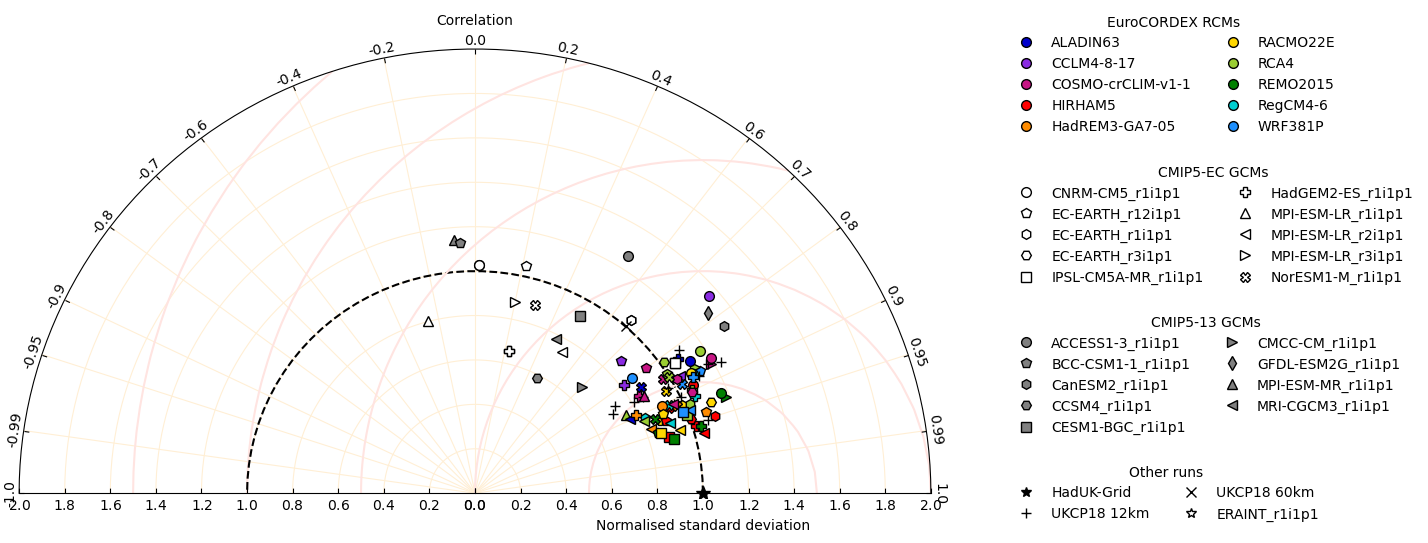 Correlation
-0.2 0.0 0.2
-0.4 0.4
-0.6 0.6
-0.7 0.7
-0.8 0.8
-0.9 0.9
-0.95 0.95
-0.99 0.99
-1.0 1.0
2.0 1.8 1.6 1.4 1.2 1.0 0.8 0.6 0.4 0.2 0.0 0.2 0.4 0.6 0.8 1.0 1.2 1.4 1.6 1.8 2.0
Normalised standard deviation
EuroCORDEX RCMs
ALADIN63 RACMO22E
CCLM4-8-17 RCA4
COSMO-crCLIM-v1-1 REMO2015
HIRHAM5 RegCM4-6
HadREM3-GA7-05 WRF381P
CMIP5-EC GCMs
CNRM-CM5_r1i1p1 HadGEM2-ES_r1i1p1
EC-EARTH_r12i1p1 MPI-ESM-LR_r1i1p1
EC-EARTH_r1i1p1 MPI-ESM-LR_r2i1p1
EC-EARTH_r3i1p1 MPI-ESM-LR_r3i1p1
IPSL-CM5A-MR_r1i1p1 NorESM1-M_r1i1p1
CMIP5-13 GCMs
ACCESS1-3_r1i1p1 CMCC-CM_r1i1p1
BCC-CSM1-1_r1i1p1 GFDL-ESM2G_r1i1p1
CanESM2_r1i1p1 MPI-ESM-MR_r1i1p1
CCSM4_r1i1p1 MRI-CGCM3_r1i1p1
CESM1-BGC_r1i1p1
Other runs
HadUK-Grid UKCP18 60km
UKCP18 12km ERAINT_r1i1p1